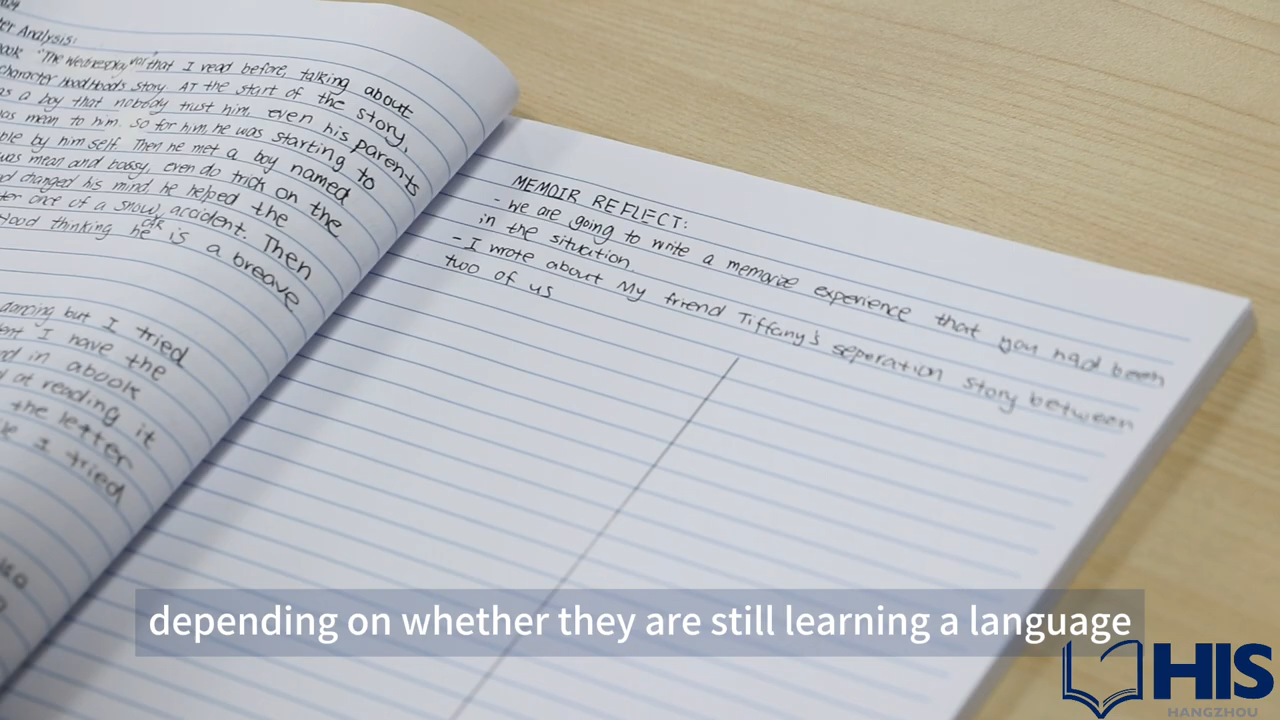 ter Analysis:
ook "The Wednesday war" that I read before, talking about
character HoodHood's story. AT the start of the story,
as a boy that nobody trust him, even his parents
as mean to him. So for him, he was starting to
ble by him self. Then he met a boy named
was mean and bossy, even do trick on the
d changed his mind, he helped the
ter once of a snow, accident. Then
Hood thinking he is a breave
dancing but I tried
ent I have the
d in a book
d at reading it
the letter
le I tried
MEMOIR REFLECT:
- We are going to write a memorize experience that you had been
in the situation.
- I wrote about My friend Tiffany's seperation story between
two of us
depending on whether they are still learning a language
HIS
HANGZHOU